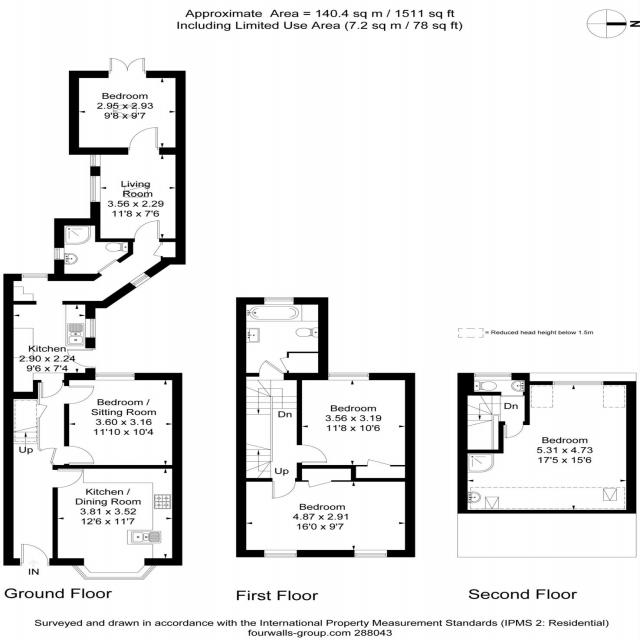 Approximate Area = 140.4 sq m / 1511 sq ft
Including Limited Use Area (7.2 sq m / 78 sq ft)
N
Bedroom
2.95 x 2.93
9'8 x 9'7
Living
Room
3.56 x 2.29
11'8 x 7'6
Kitchen
2.90 x 2.24
9'6 x 7'4
Bedroom /
Sitting Room
3.60 x 3.16
11'10 x 10'4
Up
Kitchen /
Dining Room
3.81 x 3.52
12'6 x 11'7
IN
Ground Floor
Dn
Bedroom
3.56 x 3.19
11'8 x 10'6
Up
Bedroom
4.87 x 2.91
16'0 x 9'7
First Floor
= Reduced head height below 1.5m
Dn
Bedroom
5.31 x 4.73
17'5 x 15'6
Second Floor
Surveyed and drawn in accordance with the International Property Measurement Standards (IPMS 2: Residential)
fourwalls-group.com 288043